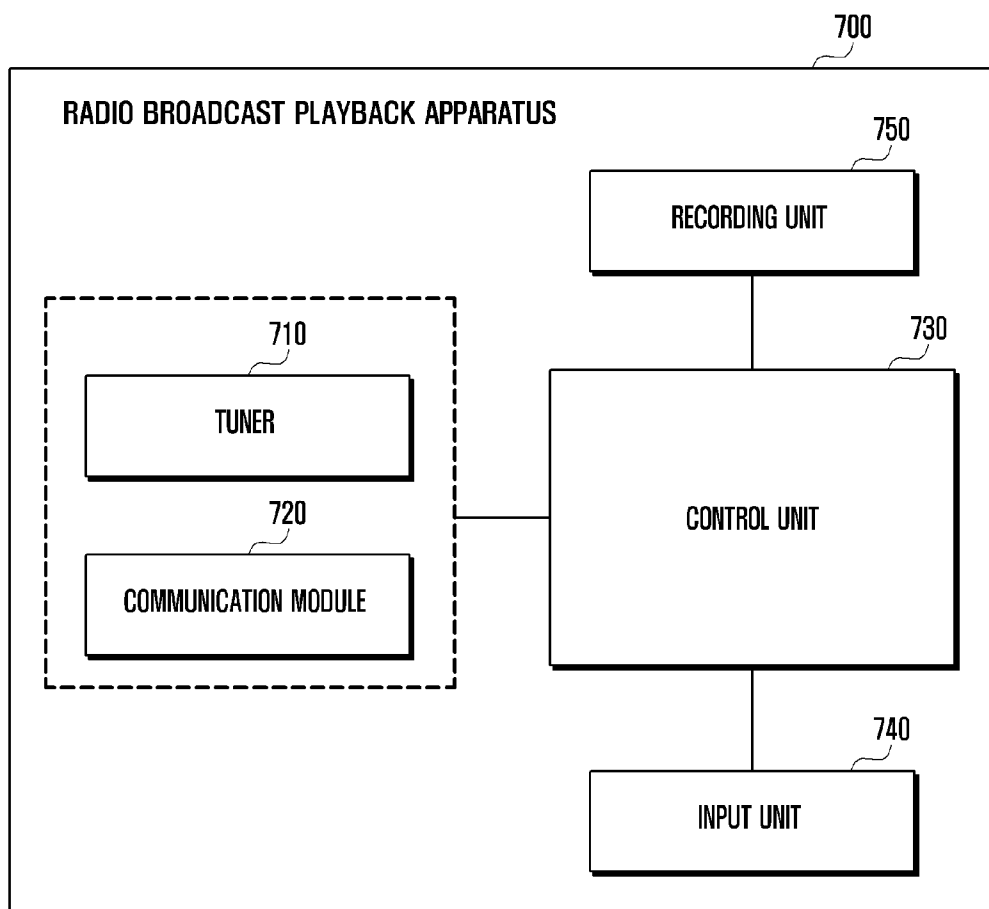 700
RADIO BROADCAST PLAYBACK APPARATUS
750
RECORDING UNIT
710
TUNER
730
CONTROL UNIT
720
COMMUNICATION MODULE
740
INPUT UNIT